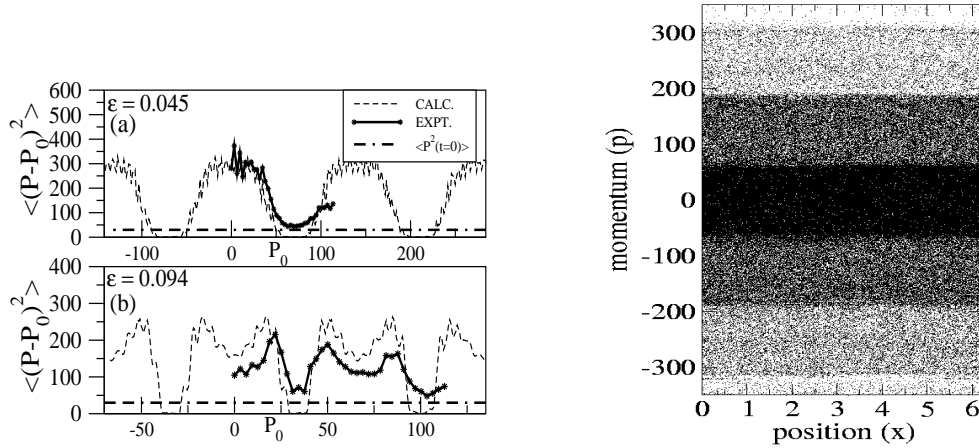 600
500
400
300
200
100
0
<(P-P0)²>
ε = 0.045
(a)
CALC.
EXPT.
<P²(t=0)>
-100
0
100
200
P0
400
300
200
100
0
<(P-P0)²>
ε = 0.094
(b)
-50
0
50
100
P0
300
200
100
0
-100
-200
-300
momentum (p)
0
1
2
3
4
5
6
position (x)